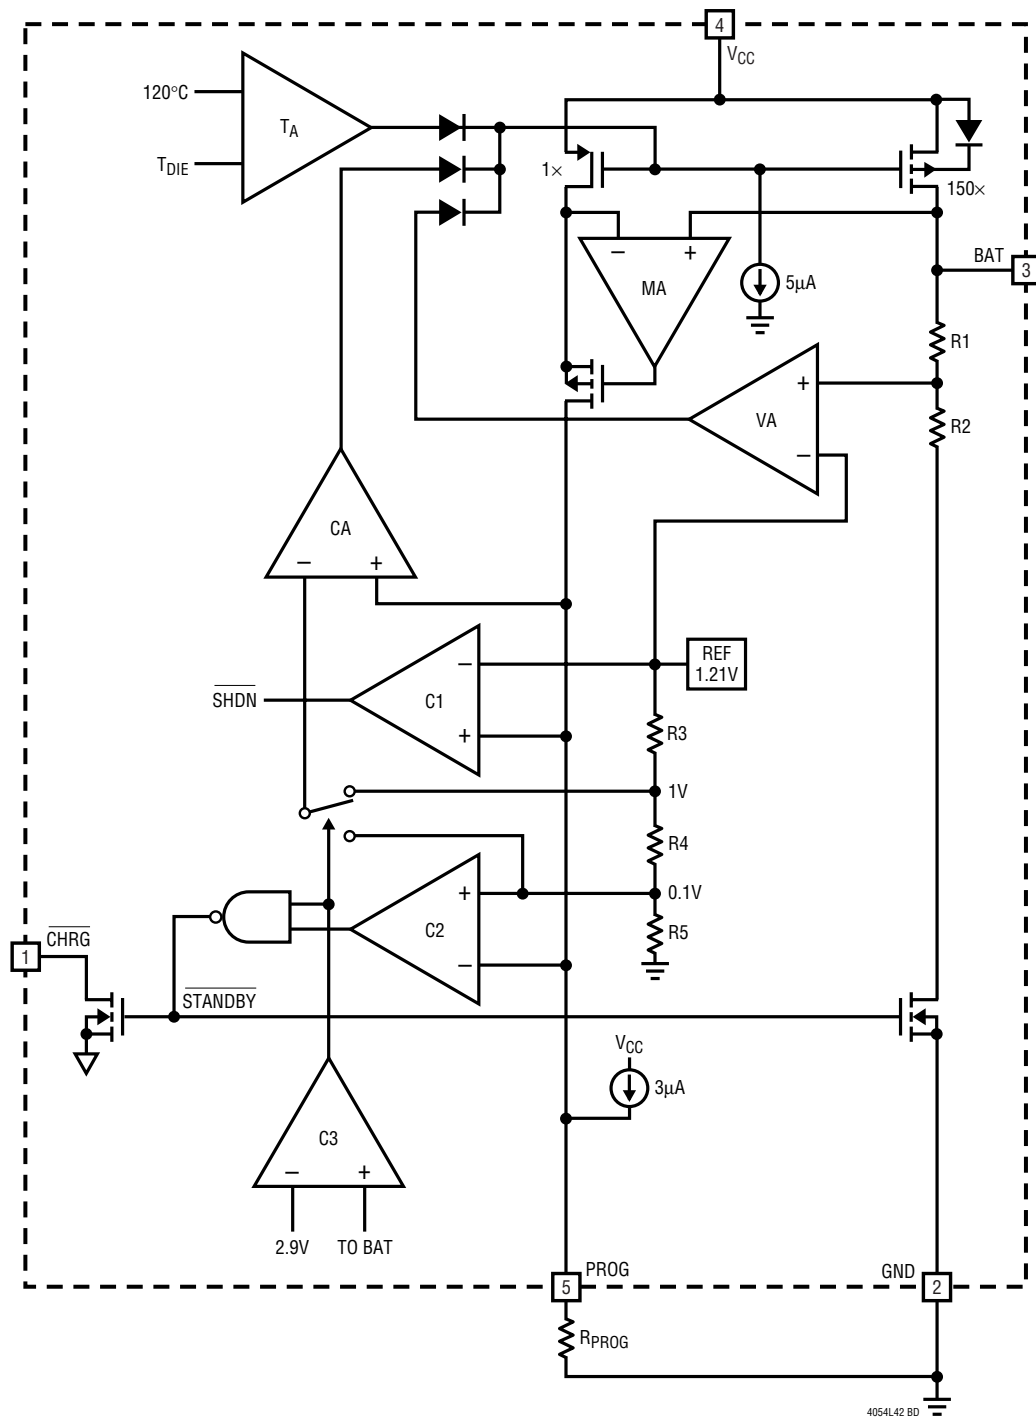 4
VCC
120°C
TA
TDIE
1×
150×
– +
MA
5µA
BAT
3
R1
+
VA
R2
–
CA
– +
REF
1.21V
–
SHDN
C1
+
R3
1V
R4
+
0.1V
C2
R5
CHRG
1
–
STANDBY
VCC
3µA
C3
– +
2.9V
TO BAT
PROG
5
GND
2
RPROG
4054L42 BD